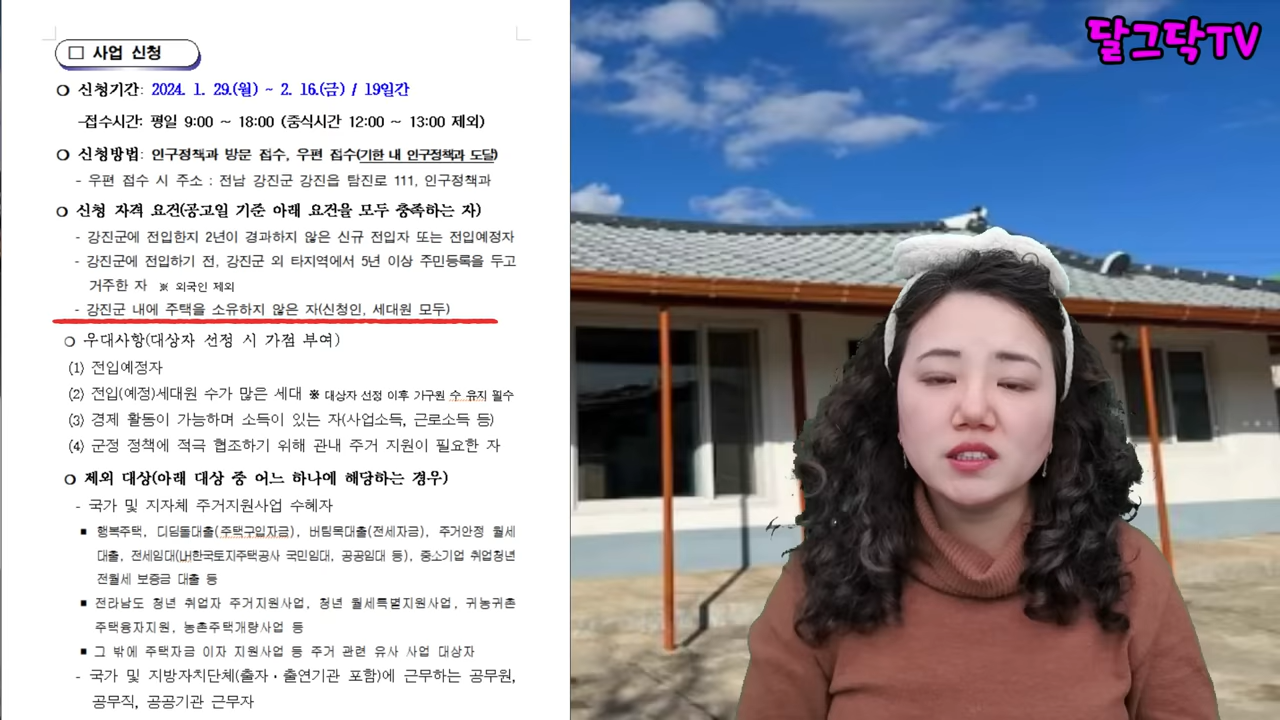 달그닥TV
□ 사업 신청
○ 신청기간: 2024. 1. 29.(월) ~ 2. 16.(금) / 19일간
-접수시간: 평일 9:00 ~ 18:00 (중식시간 12:00 ~ 13:00 제외)
○ 신청방법: 인구정책과 방문 접수, 우편 접수(기한 내 인구정책과 도달)
- 우편 접수 시 주소 : 전남 강진군 강진읍 탐진로 111, 인구정책과
○ 신청 자격 요건(공고일 기준 아래 요건을 모두 충족하는 자)
- 강진군에 전입한지 2년이 경과하지 않은 신규 전입자 또는 전입예정자
- 강진군에 전입하기 전, 강진군 외 타지역에서 5년 이상 주민등록을 두고
거주한 자 ※ 외국인 제외
- 강진군 내에 주택을 소유하지 않은 자(신청인, 세대원 모두)
○ 우대사항(대상자 선정 시 가점 부여)
(1) 전입예정자
(2) 전입(예정)세대원 수가 많은 세대 ※ 대상자 선정 이후 가구원 수 유지 필수
(3) 경제 활동이 가능하며 소득이 있는 자(사업소득, 근로소득 등)
(4) 군정 정책에 적극 협조하기 위해 관내 주거 지원이 필요한 자
○ 제외 대상(아래 대상 중 어느 하나에 해당하는 경우)
- 국가 및 지자체 주거지원사업 수혜자
■ 행복주택, 디딤돌대출(주택구입자금), 버팀목대출(전세자금), 주거안정 월세
대출, 전세임대(LH한국토지주택공사 국민임대, 공공임대 등), 중소기업 취업청년
전월세 보증금 대출 등
■ 전라남도 청년 취업자 주거지원사업, 청년 월세특별지원사업, 귀농귀촌
주택융자지원, 농촌주택개량사업 등
■ 그 밖에 주택자금 이자 지원사업 등 주거 관련 유사 사업 대상자
- 국가 및 지방자치단체(출자·출연기관 포함)에 근무하는 공무원,
공무직, 공공기관 근무자